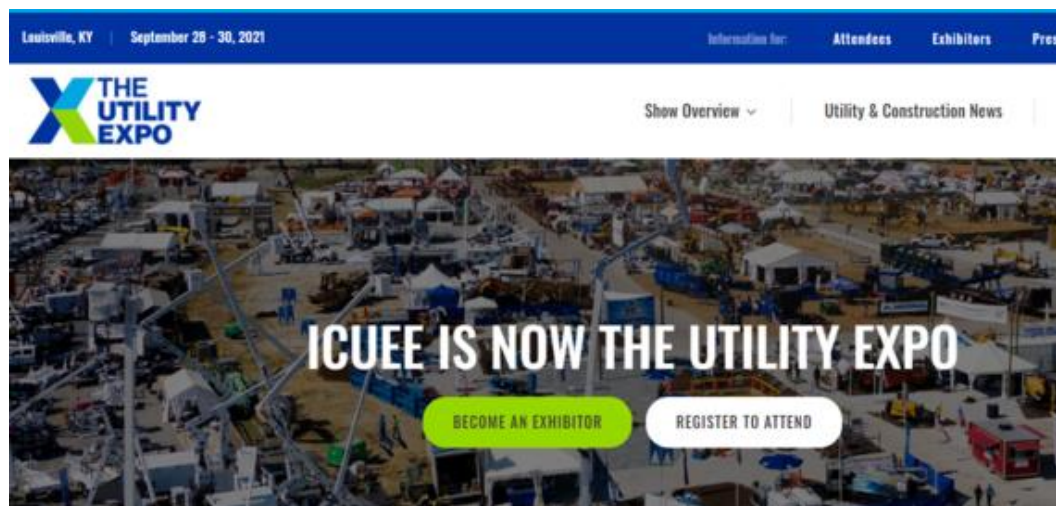 Louisville, KY | September 28 - 30, 2021
Information for: Attendees Exhibitors Pres
THE
UTILITY
EXPO
Show Overview
Utility & Construction News
ICUEE IS NOW THE UTILITY EXPO
BECOME AN EXHIBITOR
REGISTER TO ATTEND